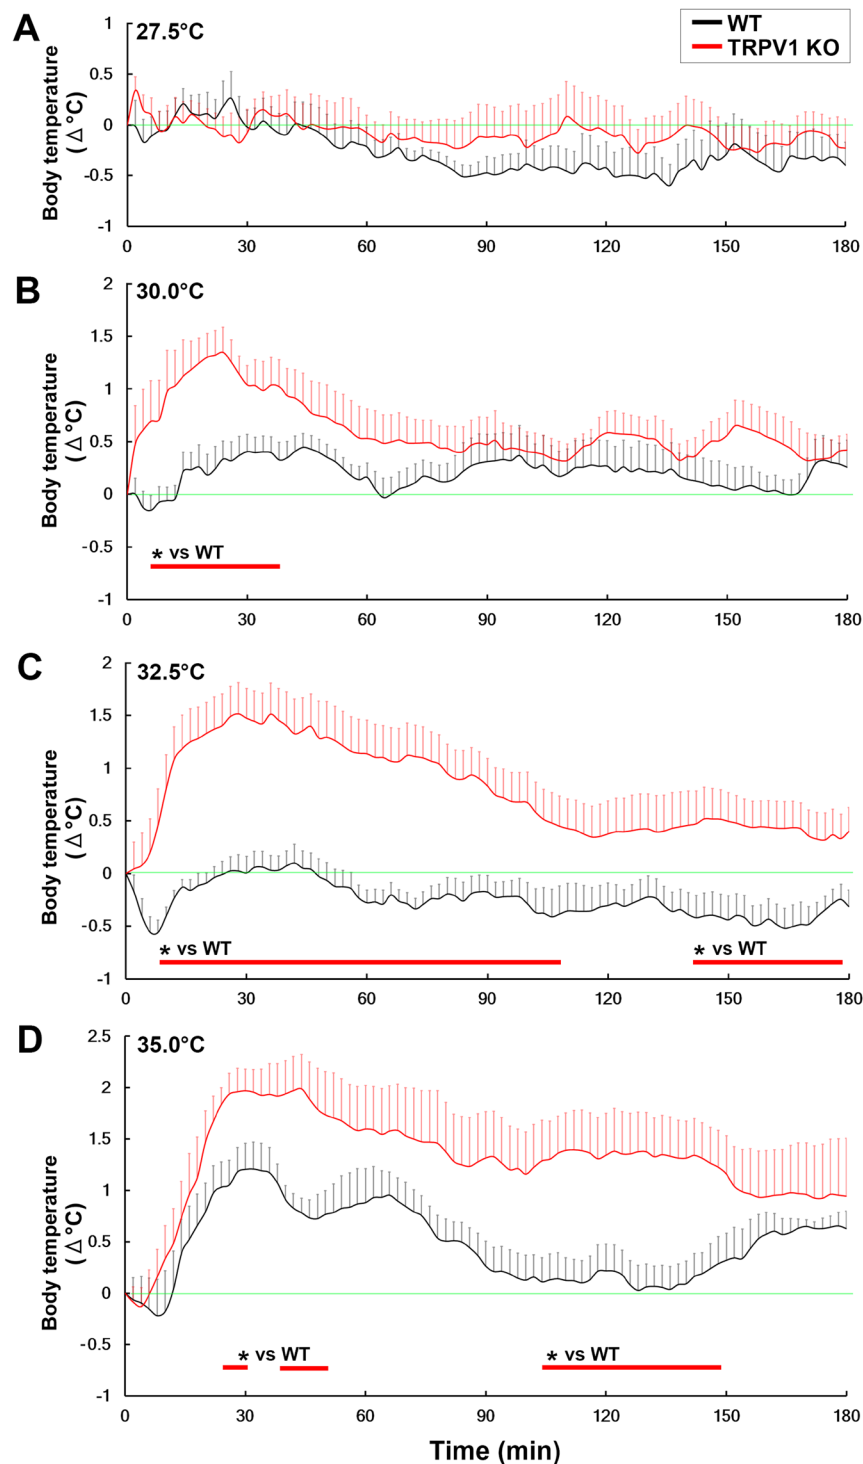 A
27.5°C
WT
TRPV1 KO
Body temperature
(△°C)
1
0.5
0
-0.5
-1
0
30
60
90
120
150
180
B
30.0°C
Body temperature
(△°C)
2
1.5
1
0.5
0
-0.5
-1
* vs WT
0
30
60
90
120
150
180
C
32.5°C
Body temperature
(△°C)
2
1.5
1
0.5
0
-0.5
-1
* vs WT
* vs WT
0
30
60
90
120
150
180
D
35.0°C
Body temperature
(△°C)
2.5
2
1.5
1
0.5
0
-0.5
-1
* vs WT
* vs WT
0
30
60
90
120
150
180
Time (min)